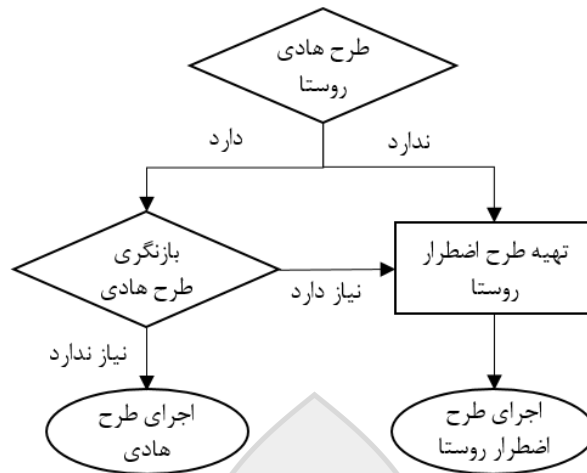 طرح هادی
روستا
ندارد
دارد
بازنگری
طرح هادی
تهیه طرح اضطرار
روستا
نیاز دارد
نیاز ندارد
اجرای طرح
هادی
اجرای طرح
اضطرار روستا